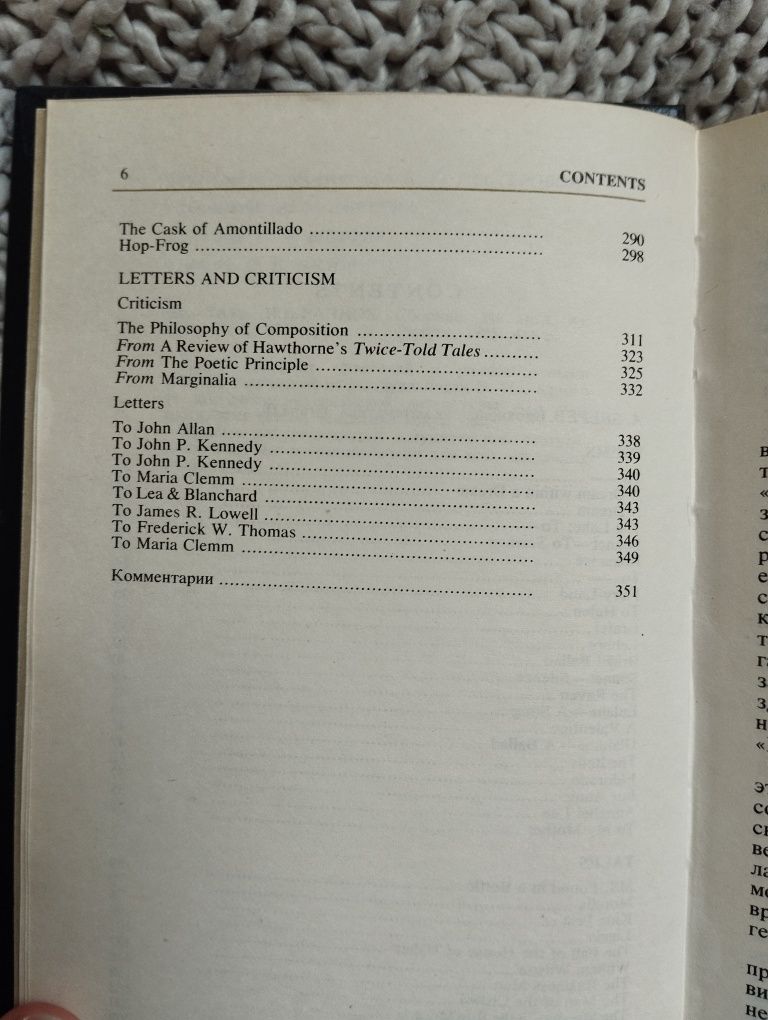 6 CONTENTS
The Cask of Amontillado ........................................ 290
Hop-Frog ........................................ 298
LETTERS AND CRITICISM
Criticism
The Philosophy of Composition ........................................ 311
From A Review of Hawthorne's Twice-Told Tales .......... 323
From The Poetic Principle ........................................ 325
From Marginalia ........................................ 332
Letters
To John Allan ........................................ 338
To John P. Kennedy ........................................ 339
To John P. Kennedy ........................................ 340
To Maria Clemm ........................................ 340
To Lea & Blanchard ........................................ 343
To James R. Lowell ........................................ 343
To Frederick W. Thomas ........................................ 346
To Maria Clemm ........................................ 349
Комментарии ........................................ 351